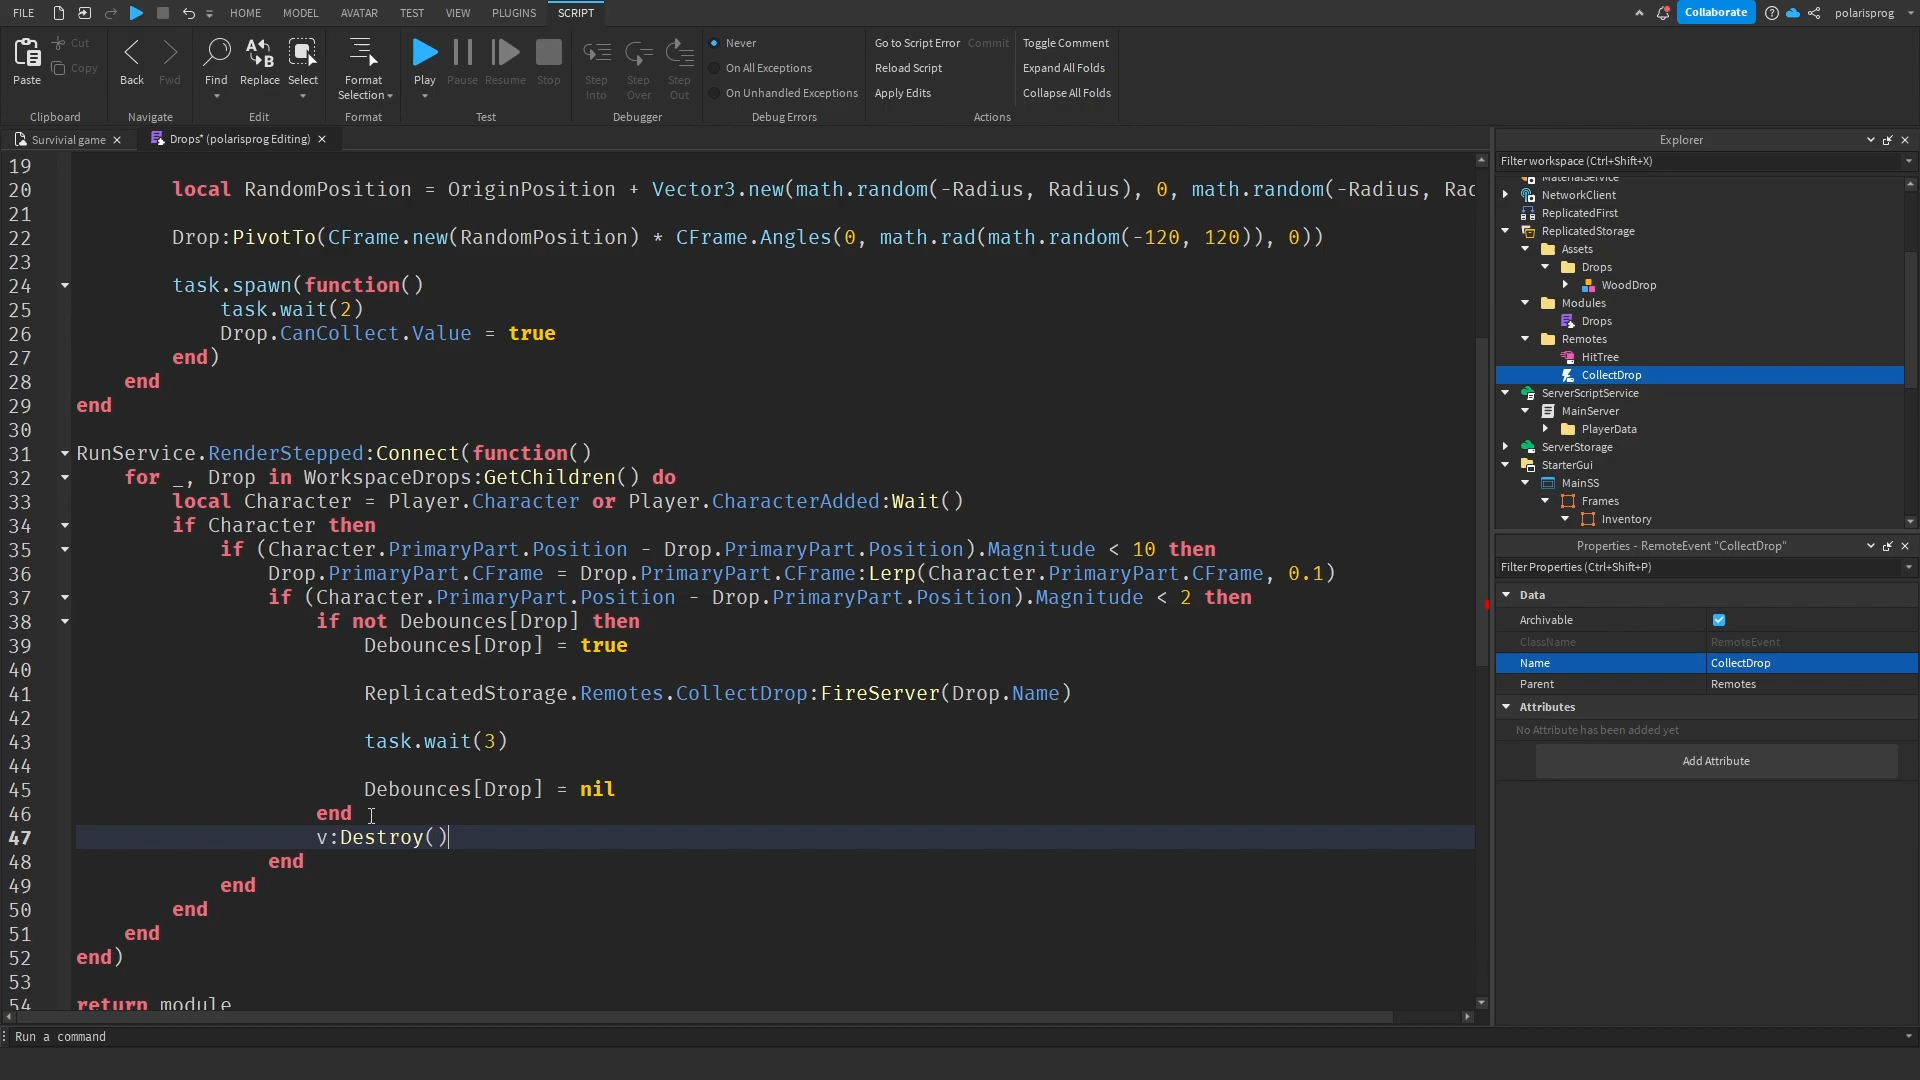 FILE HOME MODEL AVATAR TEST VIEW PLUGINS SCRIPT Collaborate polarisprog
Paste Cut Copy Back Fwd Find Replace Select Format Selection Play Pause Resume Stop Step Into Step Over Step Out
Never Go to Script Error Commit Toggle Comment
On All Exceptions Reload Script Expand All Folds
On Unhandled Exceptions Apply Edits Collapse All Folds
Clipboard Navigate Edit Format Test Debugger Debug Errors Actions
Survivial game Drops* (polarisprog Editing)
19
20 local RandomPosition = OriginPosition + Vector3.new(math.random(-Radius, Radius), 0, math.random(-Radius, Rad
21
22 Drop:PivotTo(CFrame.new(RandomPosition) * CFrame.Angles(0, math.rad(math.random(-120, 120)), 0))
23
24 task.spawn(function()
25 task.wait(2)
26 Drop.CanCollect.Value = true
27 end)
28 end
29 end
30
31 RunService.RenderStepped:Connect(function()
32 for _, Drop in WorkspaceDrops:GetChildren() do
33 local Character = Player.Character or Player.CharacterAdded:Wait()
34 if Character then
35 if (Character.PrimaryPart.Position - Drop.PrimaryPart.Position).Magnitude < 10 then
36 Drop.PrimaryPart.CFrame = Drop.PrimaryPart.CFrame:Lerp(Character.PrimaryPart.CFrame, 0.1)
37 if (Character.PrimaryPart.Position - Drop.PrimaryPart.Position).Magnitude < 2 then
38 if not Debounces[Drop] then
39 Debounces[Drop] = true
40
41 ReplicatedStorage.Remotes.CollectDrop:FireServer(Drop.Name)
42
43 task.wait(3)
44
45 Debounces[Drop] = nil
46 end
47 v:Destroy()
48 end
49 end
50 end
51 end
52 end)
53
54 return module
Run a command
Explorer
Filter workspace (Ctrl+Shift+X)
MaterialService
NetworkClient
ReplicatedFirst
ReplicatedStorage
Assets
Drops
WoodDrop
Modules
Drops
Remotes
HitTree
CollectDrop
ServerScriptService
MainServer
PlayerData
ServerStorage
StarterGui
MainSS
Frames
Inventory
Properties - RemoteEvent "CollectDrop"
Filter Properties (Ctrl+Shift+P)
Data
Archivable
ClassName RemoteEvent
Name CollectDrop
Parent Remotes
Attributes
No Attribute has been added yet
Add Attribute